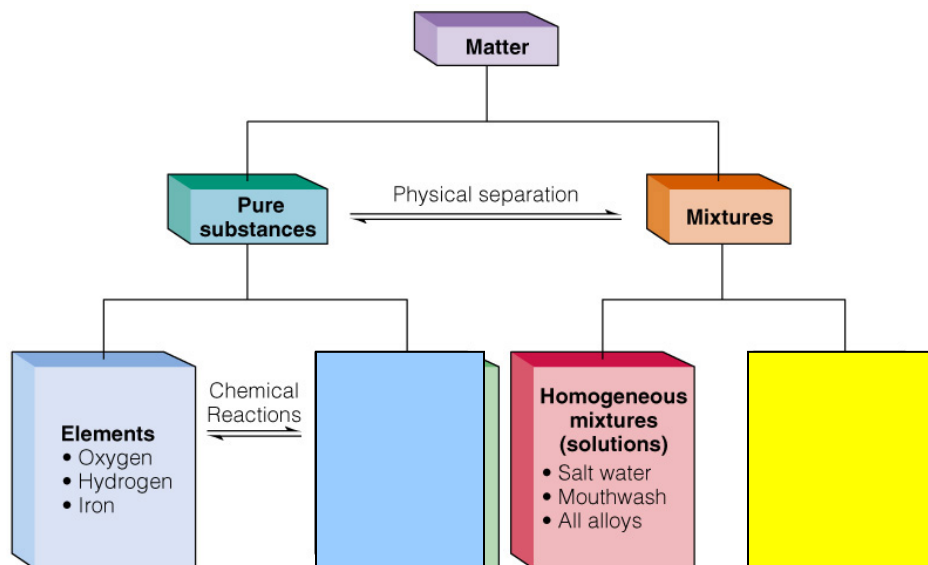 Matter
Physical separation
Pure
substances
Mixtures
Chemical
Reactions
Elements
• Oxygen
• Hydrogen
• Iron
Homogeneous
mixtures
(solutions)
• Salt water
• Mouthwash
• All alloys